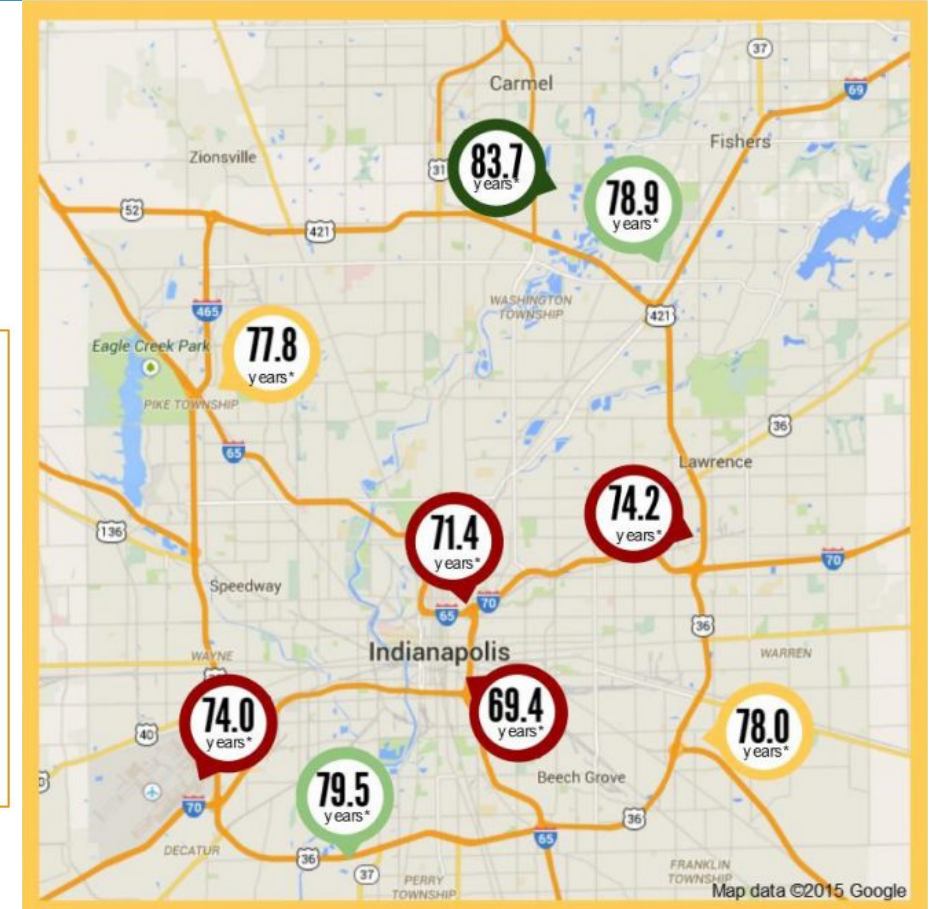 37
Carmel
69
Fishers
Zionsville
31
83.7
years*
78.9
years*
52
421
WASHINGTON
TOWNSHIP
465
421
Eagle Creek Park
77.8
years*
PIKE TOWNSHIP
36
65
Lawrence
74.2
years*
71.4
years*
136
70
Speedway
65
70
36
Indianapolis
WAYNE
WARREN
74.0
years*
69.4
years*
78.0
years*
40
Beech Grove
79.5
years*
70
36
65
DECATUR
36
37
PERRY
TOWNSHIP
FRANKLIN
TOWNSHIP
Map data ©2015 Google